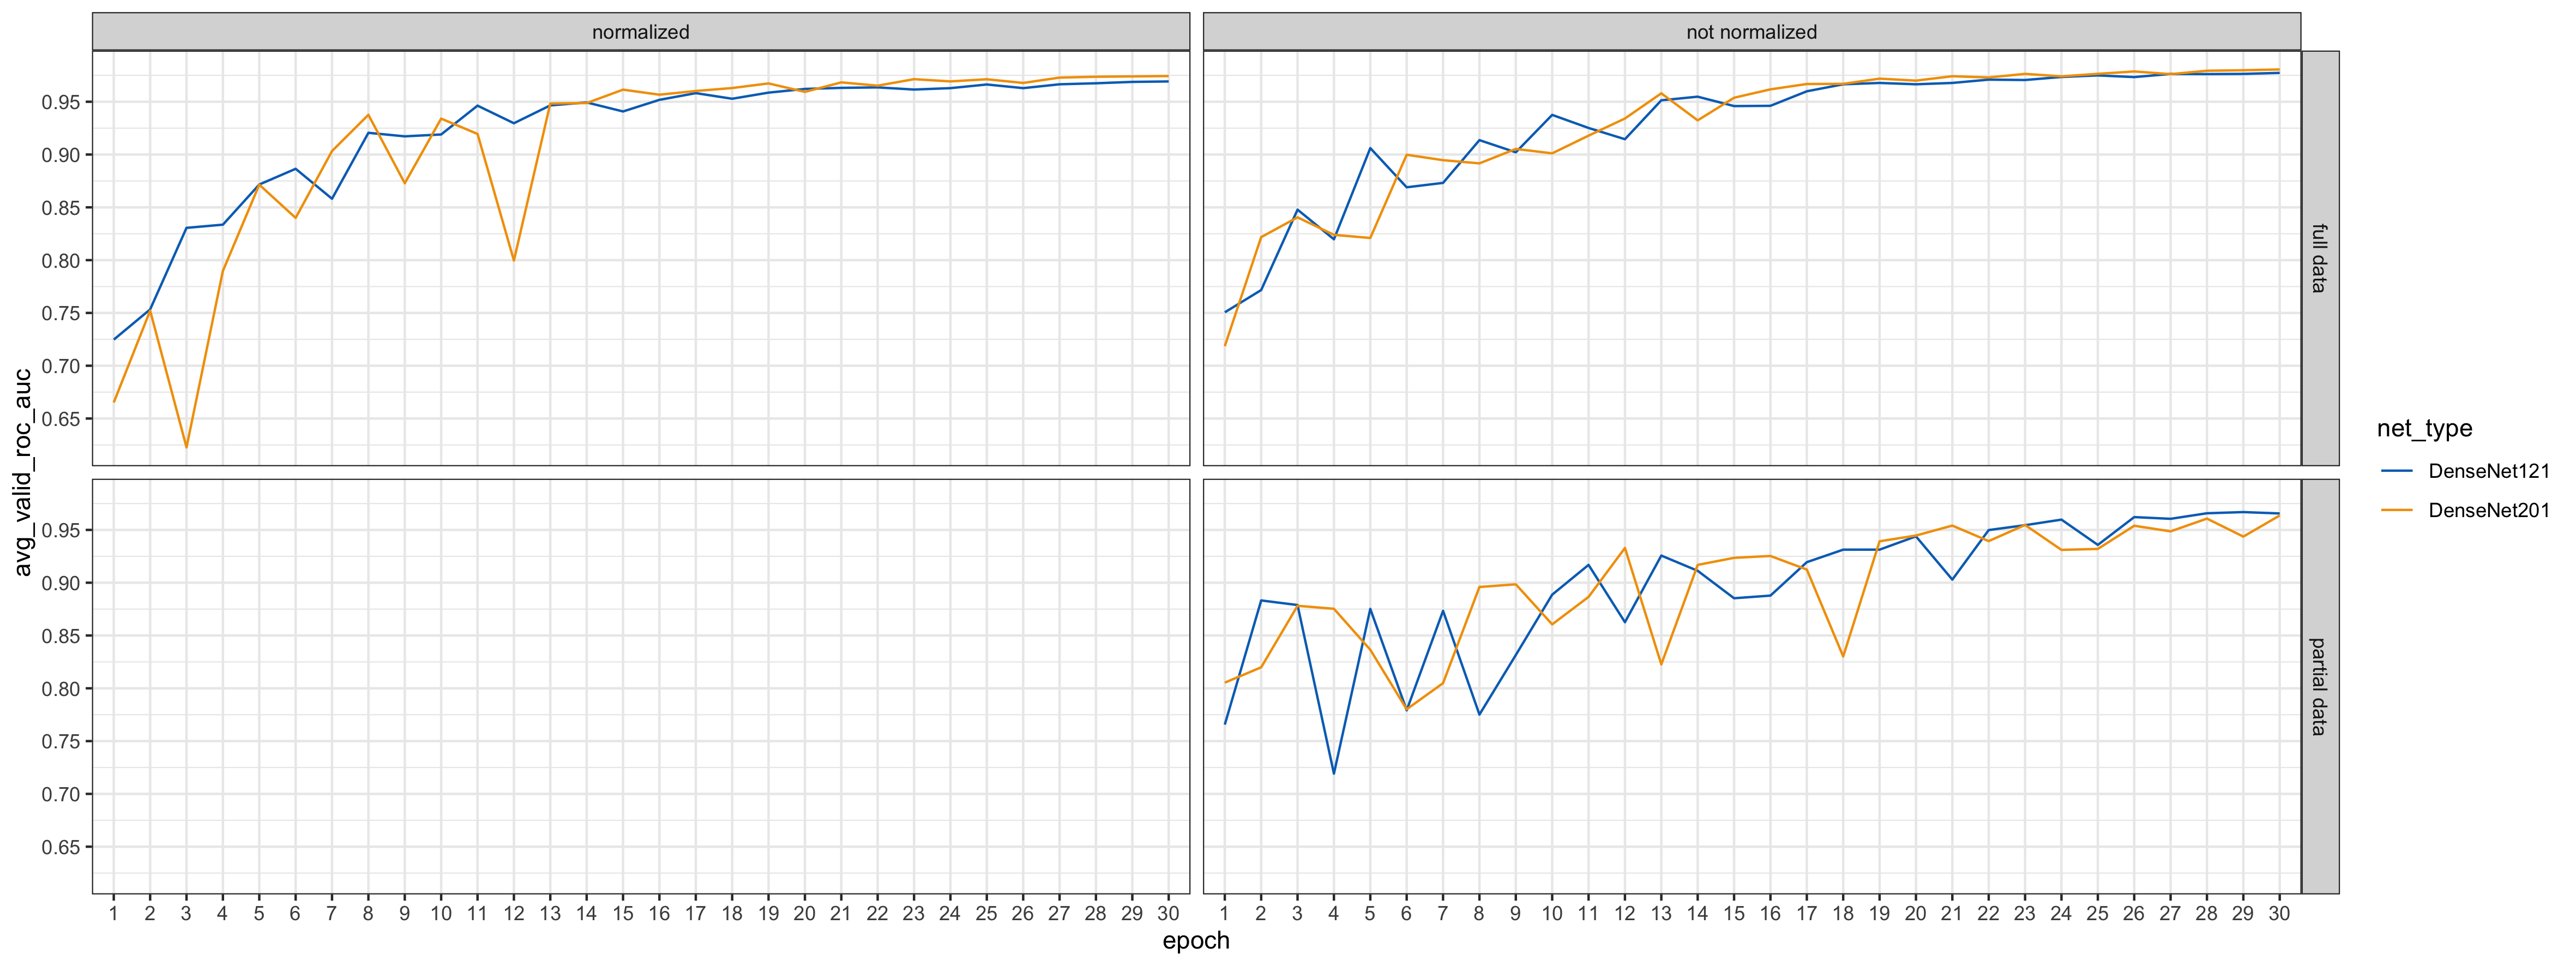 normalized
not normalized
0.95
0.90
0.85
0.80
0.75
0.70
0.65
full data
0.95
0.90
0.85
0.80
0.75
0.70
0.65
partial data
avg_valid_roc_auc
1 2 3 4 5 6 7 8 9 10 11 12 13 14 15 16 17 18 19 20 21 22 23 24 25 26 27 28 29 30
1 2 3 4 5 6 7 8 9 10 11 12 13 14 15 16 17 18 19 20 21 22 23 24 25 26 27 28 29 30
epoch
net_type
DenseNet121
DenseNet201